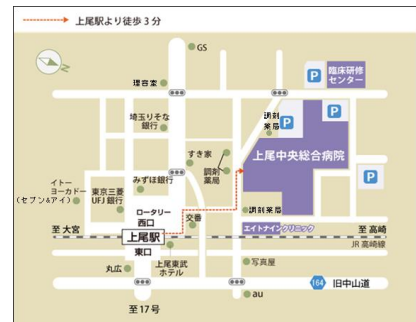 上尾駅より徒歩3分
GS
N
理容室
P
臨床研修
センター
埼玉りそな
銀行
調剤
薬局
P
上尾中央総合病院
すき家
調剤
薬局
P
イトー
ヨーカドー
(セブン&アイ)
東京三菱
UFJ銀行
みずほ銀行
ロータリー
西口
交番
調剤薬局
エイトナインクリニック
至 大宮
上尾駅
至 高崎
JR高崎線
東口
丸広
上尾東武
ホテル
写真屋
164
旧中山道
au
至17号